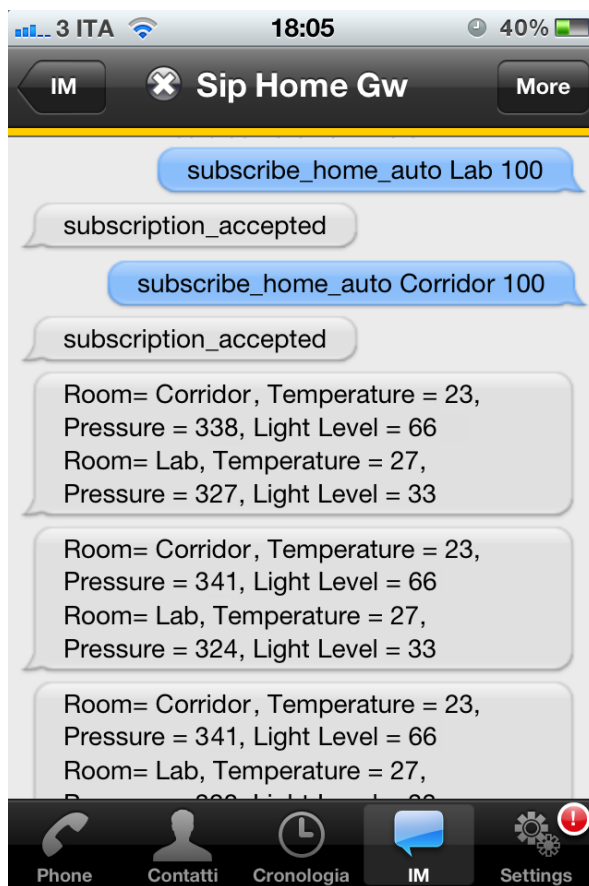 3 ITA 18:05 40%
IM Sip Home Gw More
subscribe_home_auto Lab 100
subscription_accepted
subscribe_home_auto Corridor 100
subscription_accepted
Room= Corridor, Temperature = 23,
Pressure = 338, Light Level = 66
Room= Lab, Temperature = 27,
Pressure = 327, Light Level = 33
Room= Corridor, Temperature = 23,
Pressure = 341, Light Level = 66
Room= Lab, Temperature = 27,
Pressure = 324, Light Level = 33
Room= Corridor, Temperature = 23,
Pressure = 341, Light Level = 66
Room= Lab, Temperature = 27,
Phone Contatti Cronologia IM Settings